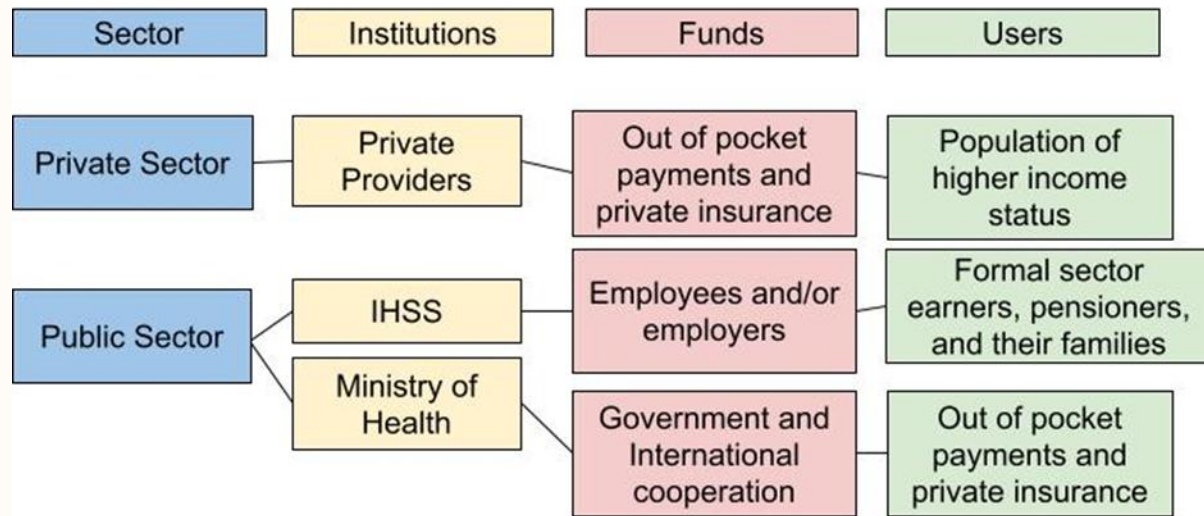 Sector
Institutions
Funds
Users
Private Sector
Private
Providers
Out of pocket
payments and
private insurance
Population of
higher income
status
Public Sector
IHSS
Employees and/or
employers
Formal sector
earners, pensioners,
and their families
Ministry of
Health
Government and
International
cooperation
Out of pocket
payments and
private insurance